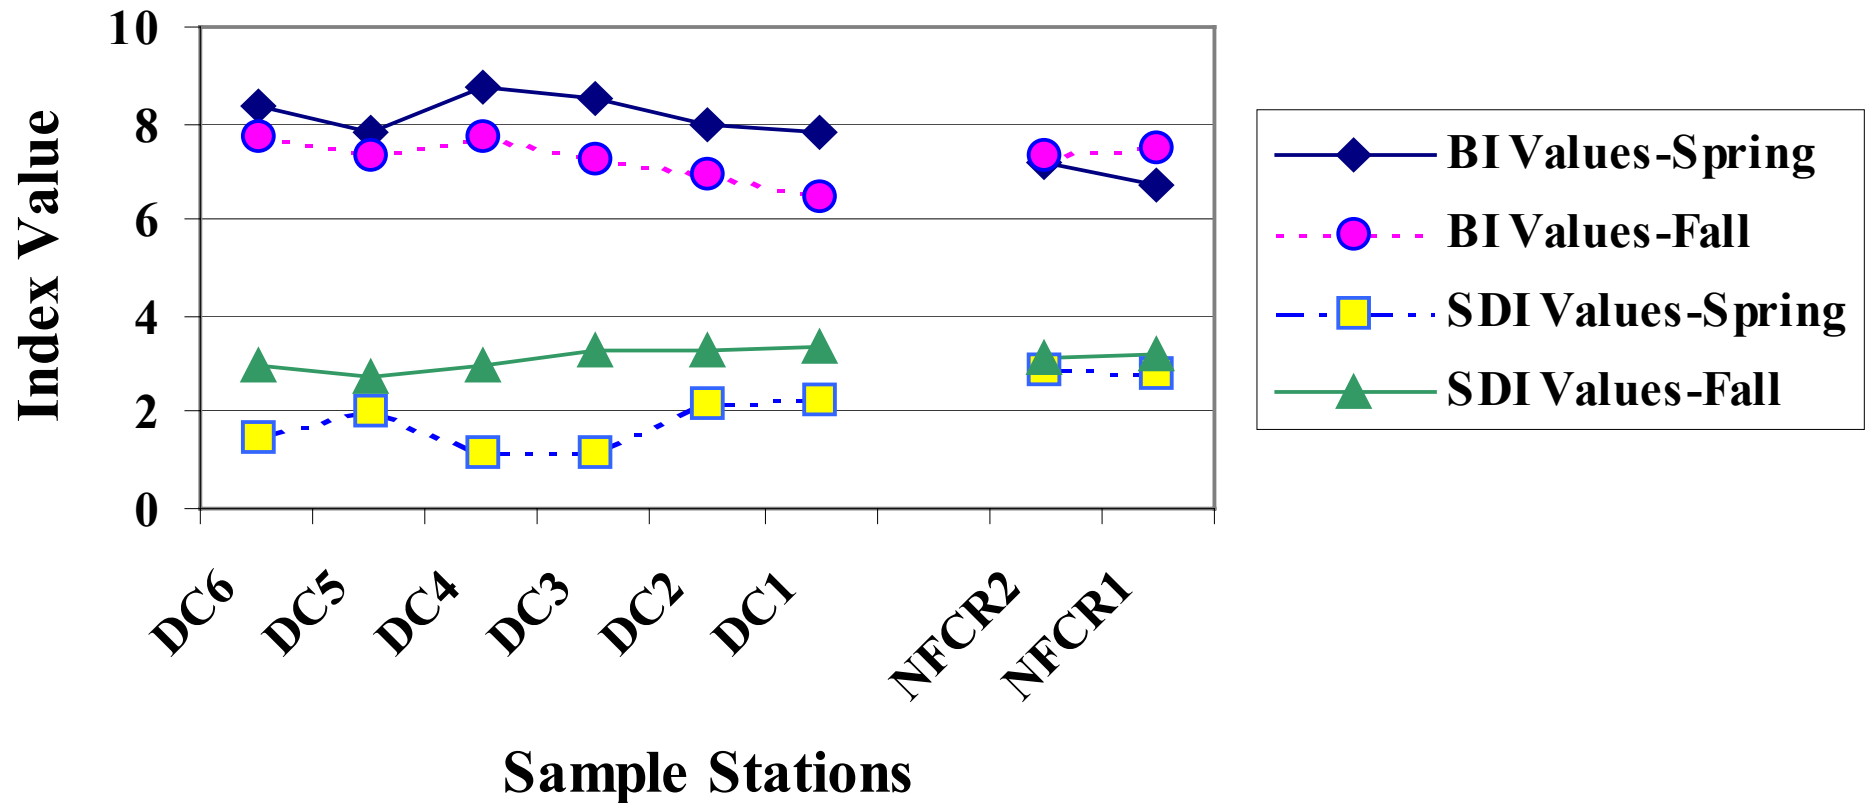 10
8
6
4
2
0
Index Value
DC6
DC5
DC4
DC3
DC2
DC1
NFCR2
NFCR1
Sample Stations
BI Values-Spring
BI Values-Fall
SDI Values-Spring
SDI Values-Fall